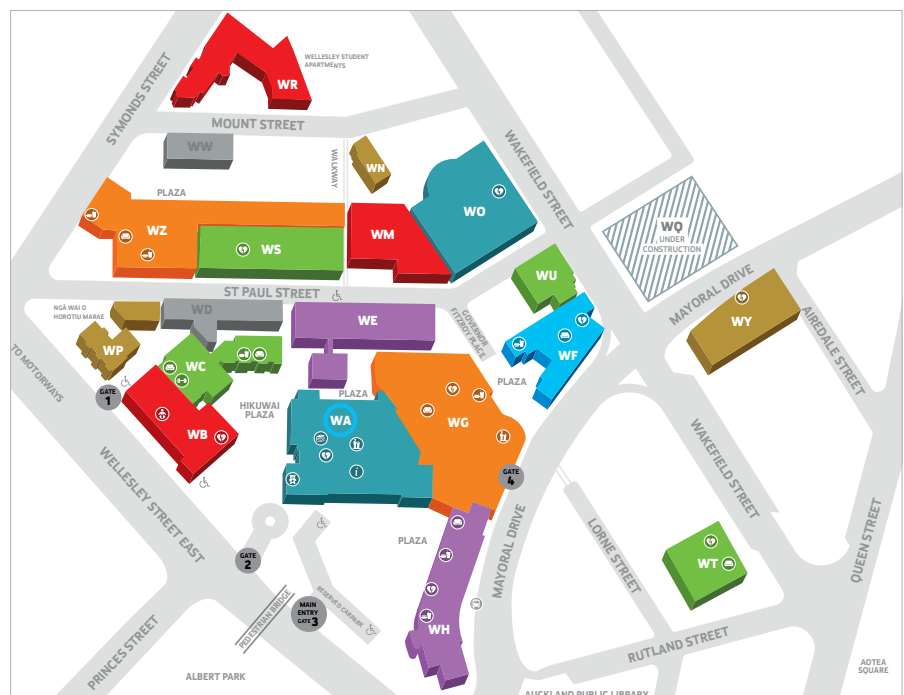 WELLESLEY STUDENT
APARTMENTS
WR
SYMONDS STREET
MOUNT STREET
WW
WALKWAY
WN
WAKEFIELD STREET
PLAZA
WO
WZ
WS
WM
WQ
UNDER
CONSTRUCTION
WU
MAYORAL DRIVE
ST PAUL STREET
NGĀ WAI O
HOROTIU MARAE
WD
WE
GOVERNOR
FITZROY PLACE
WY
AIREDALE STREET
WP
WC
WF
TO MOTORWAYS
PLAZA
PLAZA
GATE
1
HIKUWAI
PLAZA
WA
WG
WB
WAKEFIELD STREET
GATE
4
WELLESLEY STREET EAST
QUEEN STREET
MAYORAL DRIVE
LORNE STREET
PLAZA
GATE
2
WT
PEDESTRIAN BRIDGE
MAIN
ENTRY
GATE 3
RESERVED CARPARK
WH
PRINCES STREET
RUTLAND STREET
ALBERT PARK
AOTEA
SQUARE
AUCKLAND PUBLIC LIBRARY